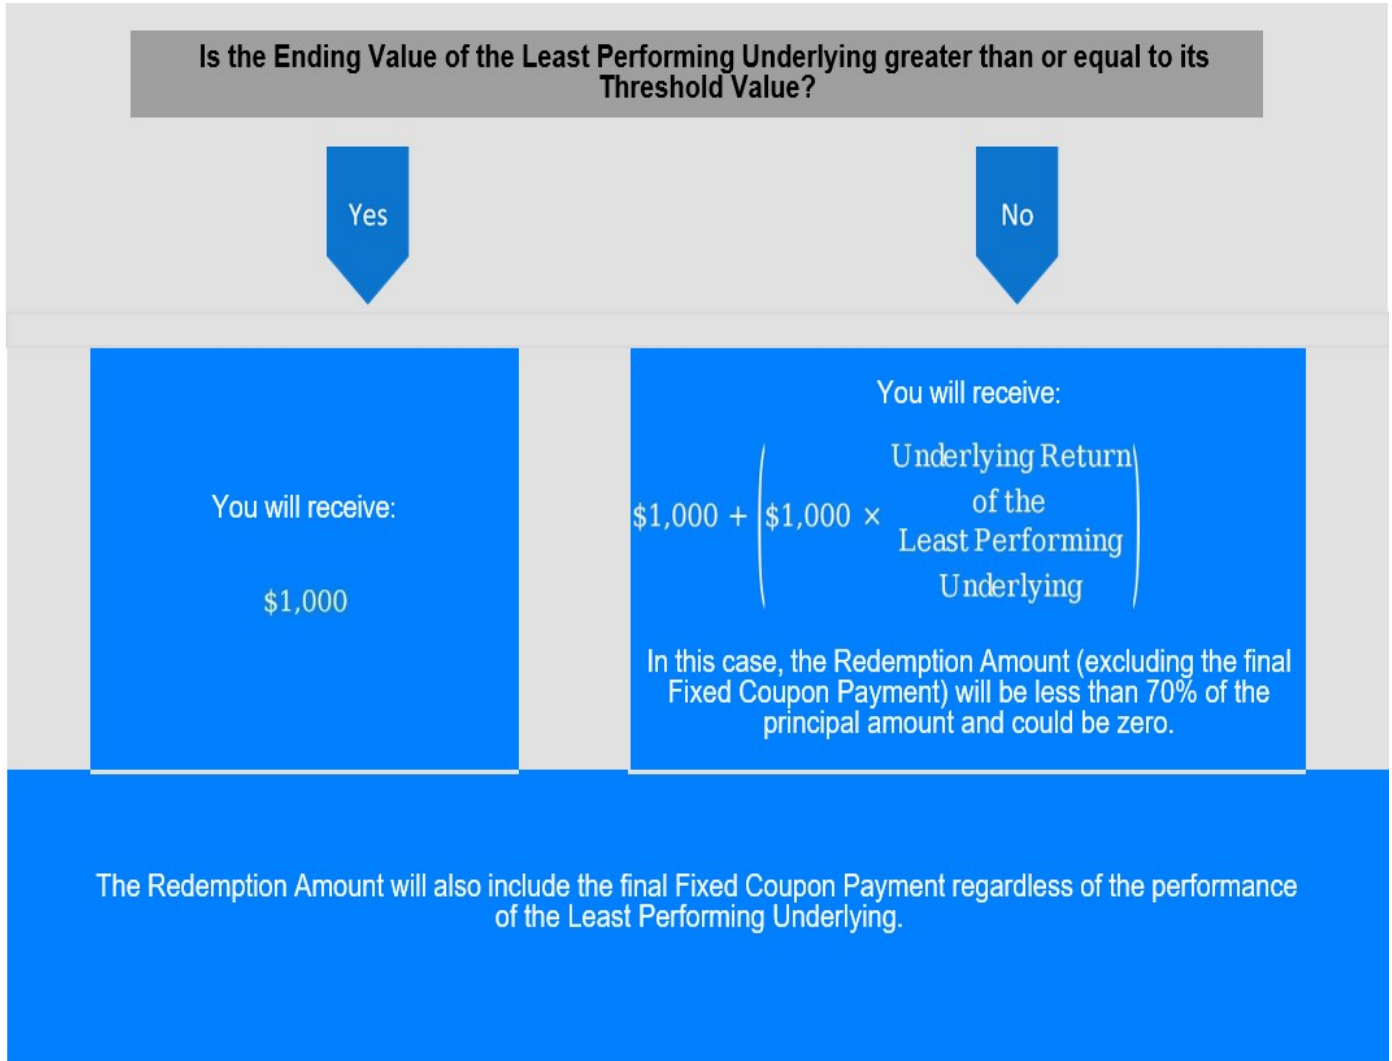 Is the Ending Value of the Least Performing Underlying greater than or equal to its
Threshold Value?
Yes
No
You will receive:
$1,000
You will receive:
$1,000 + ($1,000 × Underlying Return
of the
Least Performing
Underlying)
In this case, the Redemption Amount (excluding the final
Fixed Coupon Payment) will be less than 70% of the
principal amount and could be zero.
The Redemption Amount will also include the final Fixed Coupon Payment regardless of the performance
of the Least Performing Underlying.